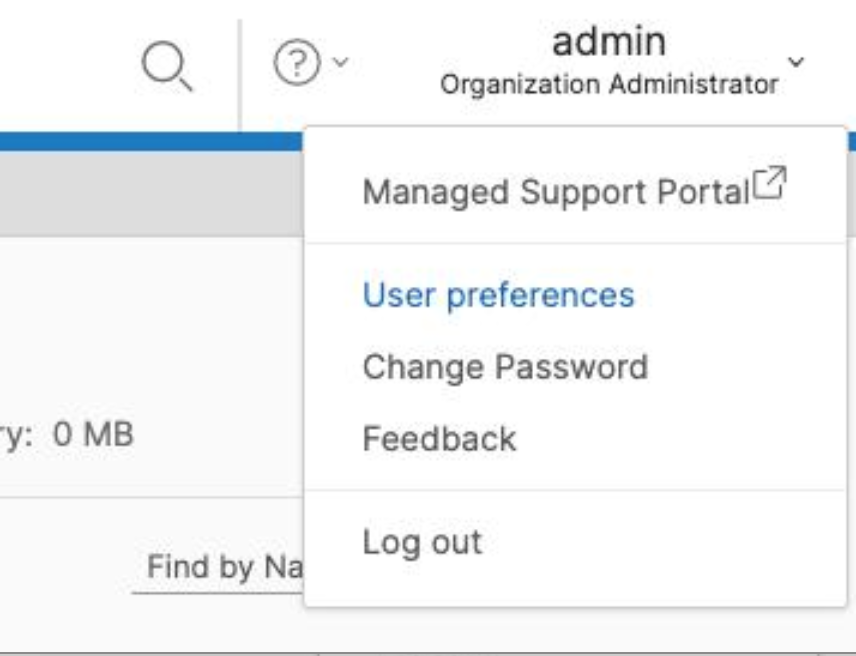 admin
Organization Administrator
Managed Support Portal
User preferences
Change Password
ry: 0 MB
Feedback
Find by Na
Log out